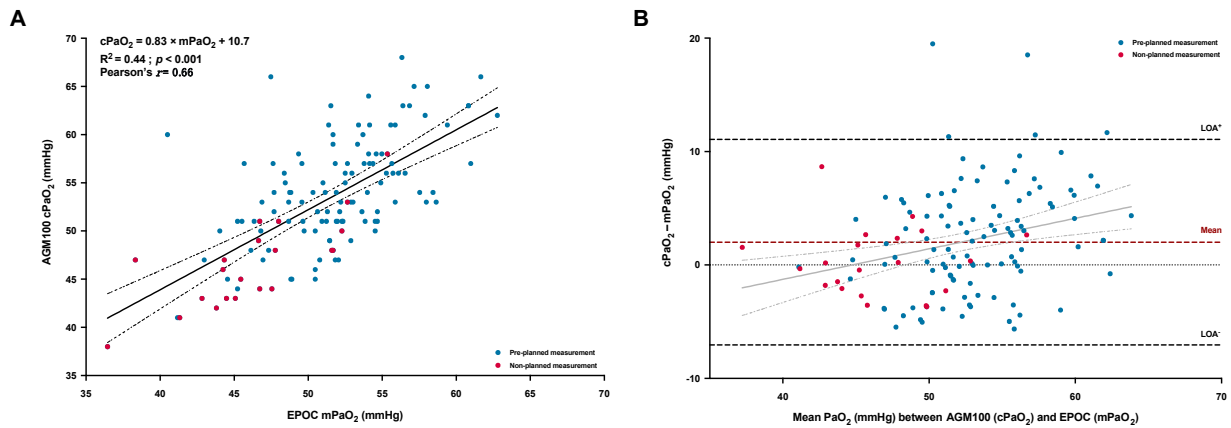 A
cPaO₂ = 0.83 × mPaO₂ + 10.7
R² = 0.44 ; p < 0.001
Pearson's r = 0.66
AGM100 cPaO₂ (mmHg)
70
65
60
55
50
45
40
35
Pre-planned measurement
Non-planned measurement
35 40 45 50 55 60 65 70
EPOC mPaO₂ (mmHg)
B
cPaO₂ – mPaO₂ (mmHg)
20
10
0
-10
Pre-planned measurement
Non-planned measurement
LOA⁺
Mean
LOA⁻
40 50 60 70
Mean PaO₂ (mmHg) between AGM100 (cPaO₂) and EPOC (mPaO₂)